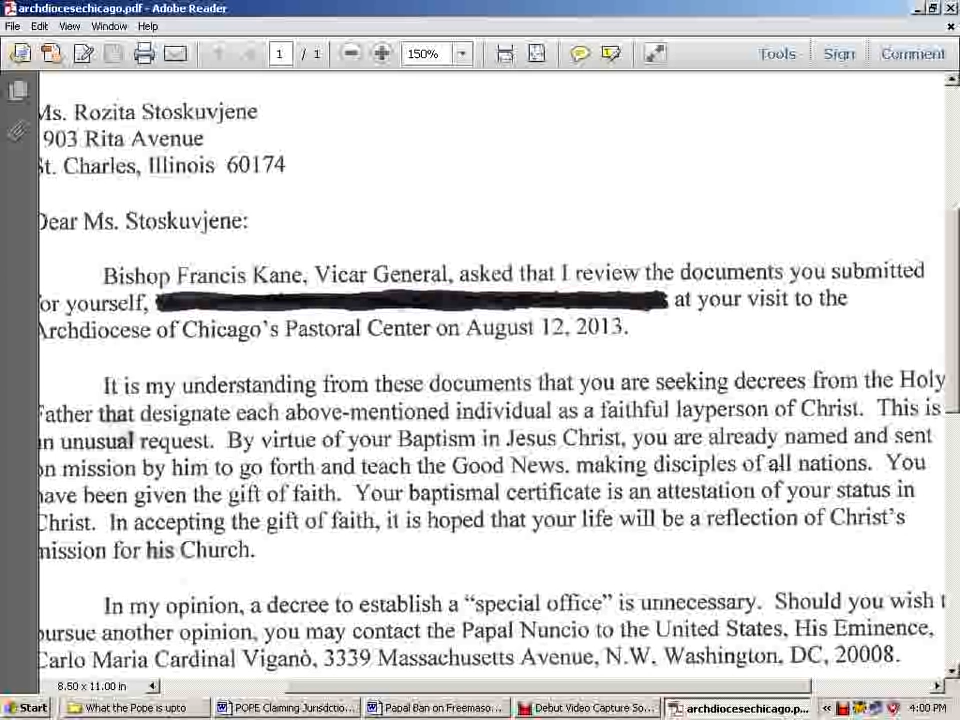 archdiocesechicago.pdf - Adobe Reader
File Edit View Window Help
1 / 1 150% Tools Sign Comment
Ms. Rozita Stoskuvjene
903 Rita Avenue
St. Charles, Illinois 60174
Dear Ms. Stoskuvjene:
Bishop Francis Kane, Vicar General, asked that I review the documents you submitted
or yourself, at your visit to the
Archdiocese of Chicago's Pastoral Center on August 12, 2013.
It is my understanding from these documents that you are seeking decrees from the Holy
Father that designate each above-mentioned individual as a faithful layperson of Christ. This is
an unusual request. By virtue of your Baptism in Jesus Christ, you are already named and sent
on mission by him to go forth and teach the Good News, making disciples of all nations. You
have been given the gift of faith. Your baptismal certificate is an attestation of your status in
Christ. In accepting the gift of faith, it is hoped that your life will be a reflection of Christ's
mission for his Church.
In my opinion, a decree to establish a "special office" is unnecessary. Should you wish t
pursue another opinion, you may contact the Papal Nuncio to the United States, His Eminence,
Carlo Maria Cardinal Viganò, 3339 Massachusetts Avenue, N.W. Washington, DC, 20008.
8.50 x 11.00 in
Start What the Pope is upto POPE Claiming Jurisdctio... Papal Ban on Freemaso... Debut Video Capture So... archdiocesechicago.p... 4:00 PM